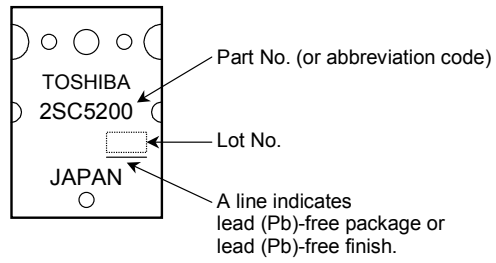 TOSHIBA
2SC5200
JAPAN
Part No. (or abbreviation code)
Lot No.
A line indicates
lead (Pb)-free package or
lead (Pb)-free finish.